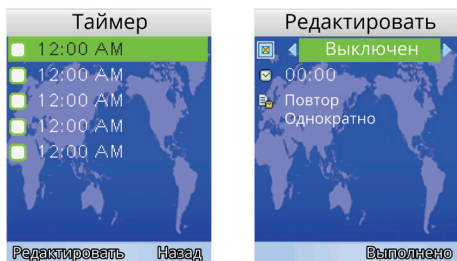 Таймер
12:00 AM
12:00 AM
12:00 AM
12:00 AM
12:00 AM
Редактировать Назад
Редактировать
Выключен
00:00
Повтор
Однократно
Выполнено